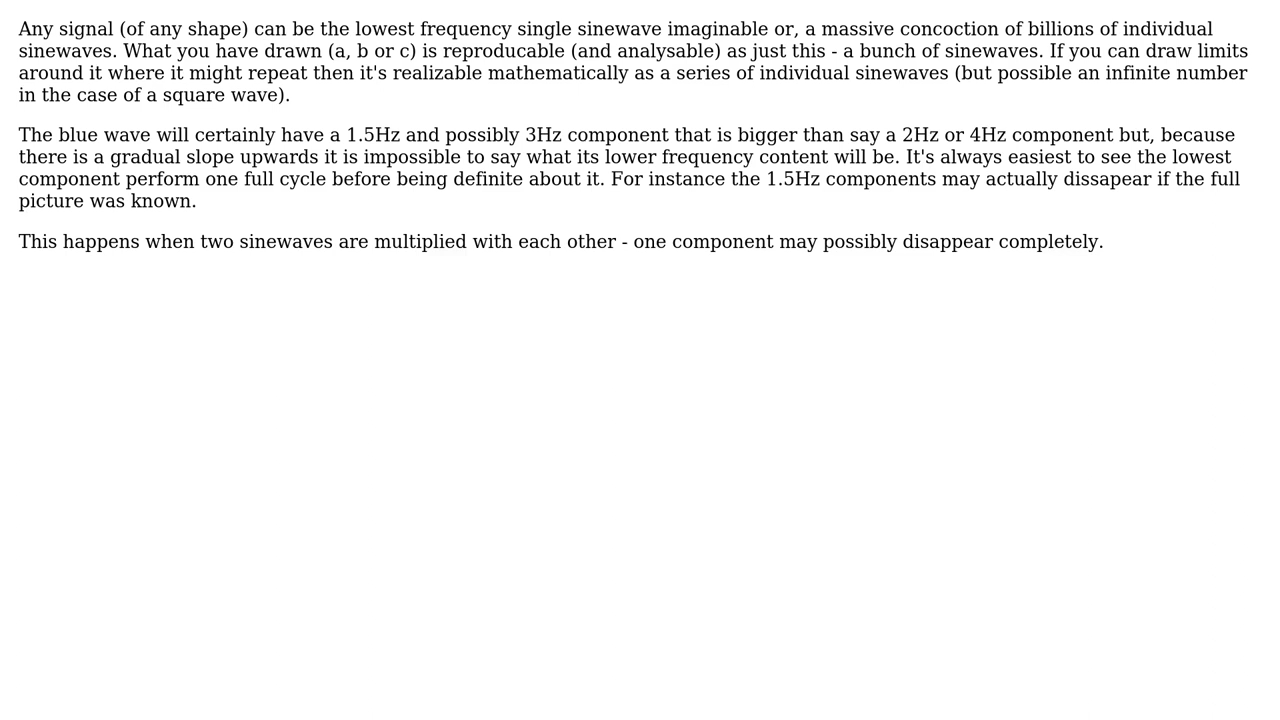 Any signal (of any shape) can be the lowest frequency single sinewave imaginable or, a massive concoction of billions of individual
sinewaves. What you have drawn (a, b or c) is reproducable (and analysable) as just this - a bunch of sinewaves. If you can draw limits
around it where it might repeat then it's realizable mathematically as a series of individual sinewaves (but possible an infinite number
in the case of a square wave).
The blue wave will certainly have a 1.5Hz and possibly 3Hz component that is bigger than say a 2Hz or 4Hz component but, because
there is a gradual slope upwards it is impossible to say what its lower frequency content will be. It's always easiest to see the lowest
component perform one full cycle before being definite about it. For instance the 1.5Hz components may actually dissapear if the full
picture was known.
This happens when two sinewaves are multiplied with each other - one component may possibly disappear completely.